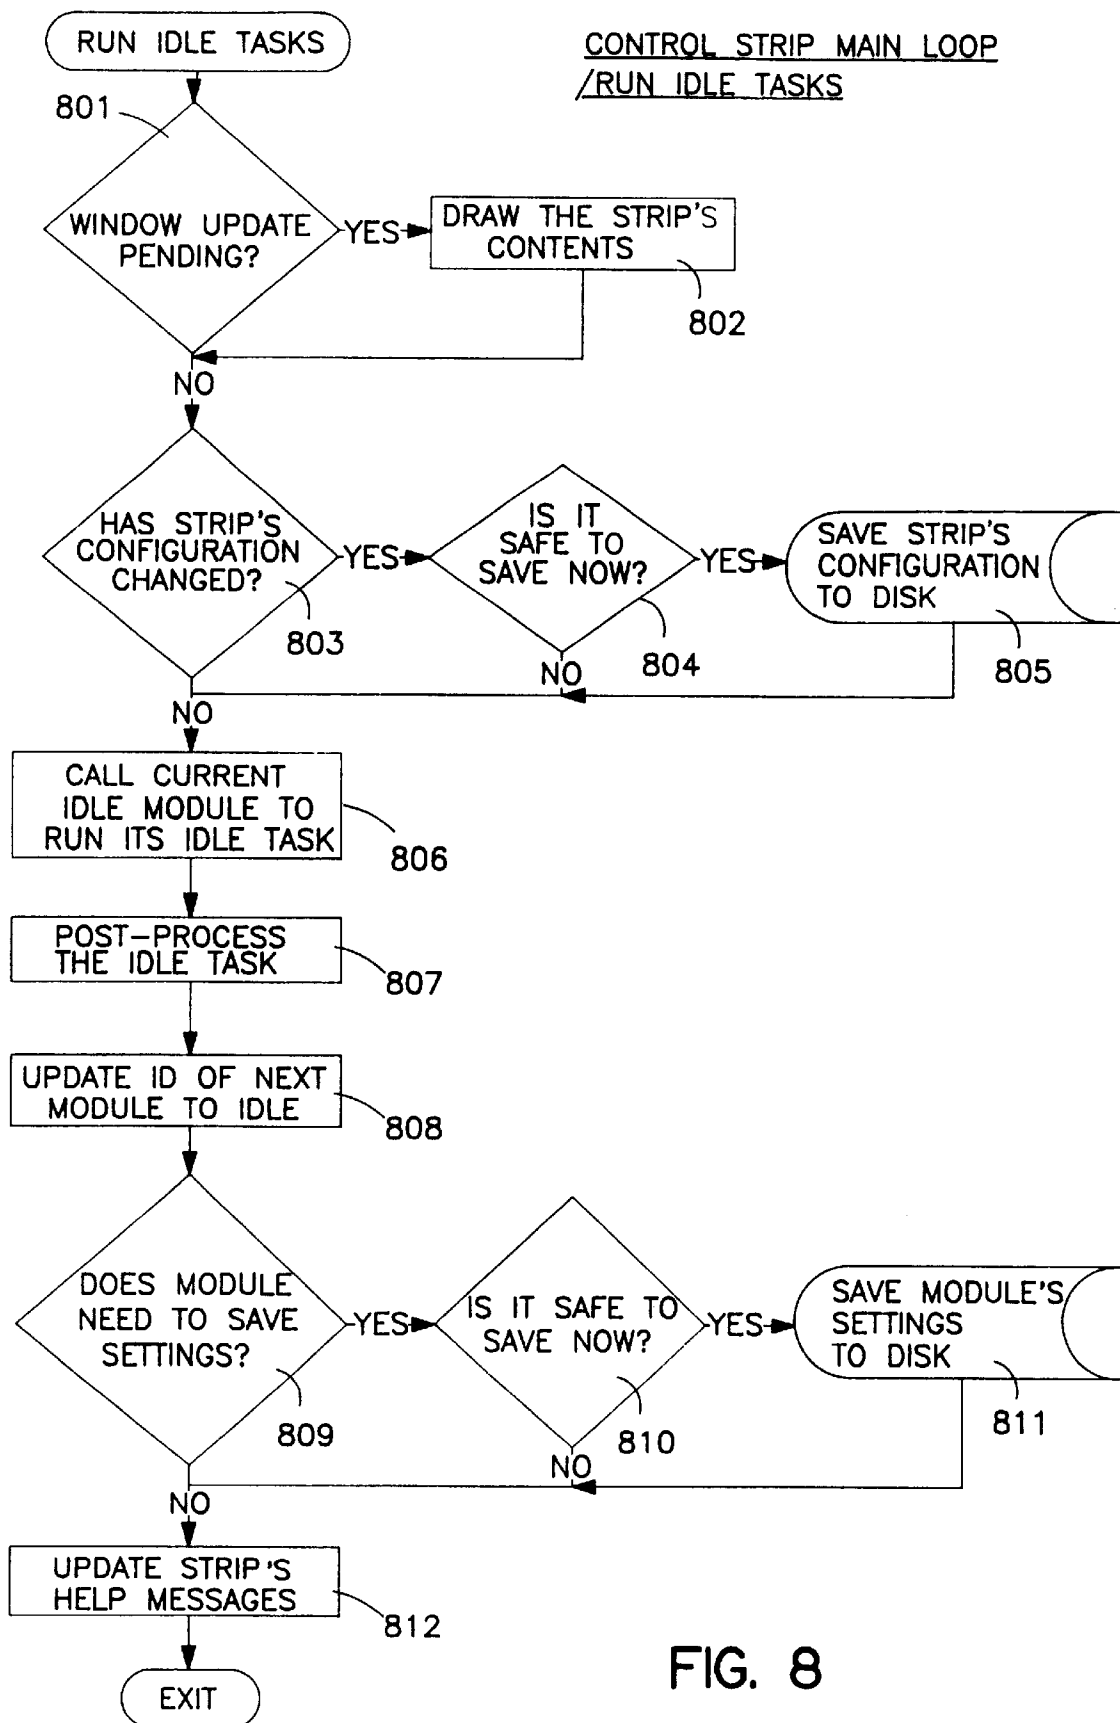 RUN IDLE TASKS
CONTROL STRIP MAIN LOOP
/RUN IDLE TASKS
801
WINDOW UPDATE
PENDING?
YES
DRAW THE STRIP'S
CONTENTS
802
NO
HAS STRIP'S
CONFIGURATION
CHANGED?
803
YES
IS IT
SAFE TO
SAVE NOW?
804
YES
SAVE STRIP'S
CONFIGURATION
TO DISK
805
NO
NO
CALL CURRENT
IDLE MODULE TO
RUN ITS IDLE TASK
806
POST-PROCESS
THE IDLE TASK
807
UPDATE ID OF NEXT
MODULE TO IDLE
808
DOES MODULE
NEED TO SAVE
SETTINGS?
809
YES
IS IT SAFE TO
SAVE NOW?
810
YES
SAVE MODULE'S
SETTINGS
TO DISK
811
NO
NO
UPDATE STRIP'S
HELP MESSAGES
812
EXIT
FIG. 8